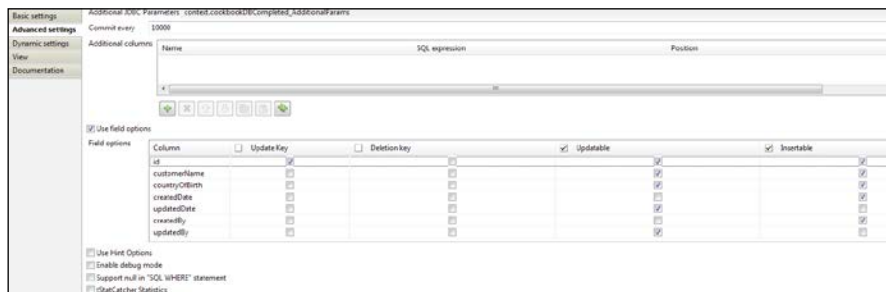 Basic settings
Advanced settings
Dynamic settings
View
Documentation
Additional JDBC Parameters context.cookbookDBCompleted_AdditionalParams
Commit every 10000
Additional columns
Name SQL expression Position
Use field options
Field options
Column Update Key Deletion key Updatable Insertable
id
customerName
countryOfBirth
createdDate
updatedDate
createdBy
updatedBy
Use Hint Options
Enable debug mode
Support null in "SQL WHERE" statement
tStatCatcher Statistics